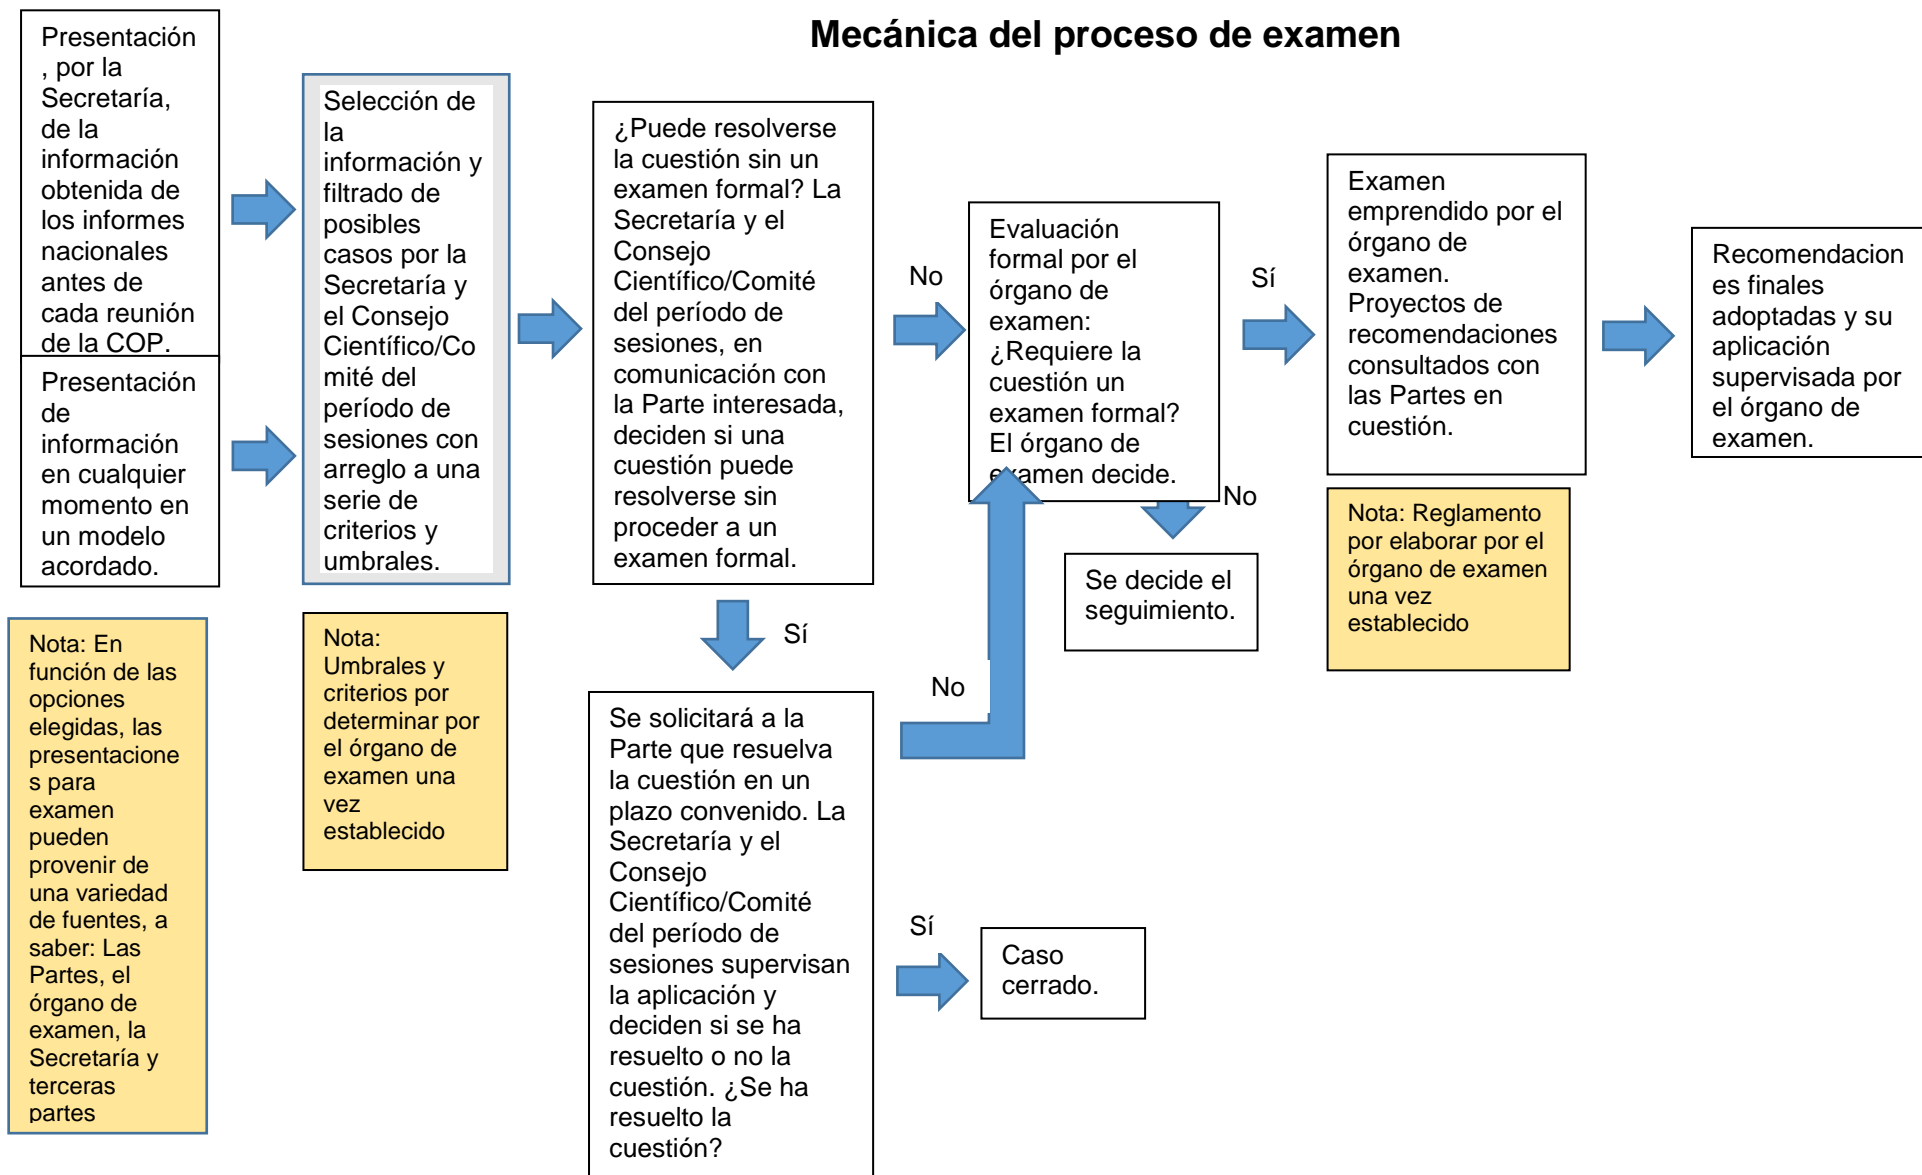 Mecánica del proceso de examen
Presentación
, por la
Secretaría,
de la
información
obtenida de
los informes
nacionales
antes de
cada reunión
de la COP.
Presentación
de
información
en cualquier
momento en
un modelo
acordado.
Nota: En
función de las
opciones
elegidas, las
presentacione
s para
examen
pueden
provenir de
una variedad
de fuentes, a
saber: Las
Partes, el
órgano de
examen, la
Secretaría y
terceras
partes
Selección de
la
información y
filtrado de
posibles
casos por la
Secretaría y
el Consejo
Científico/Co
mité del
período de
sesiones con
arreglo a una
serie de
criterios y
umbrales.
Nota:
Umbrales y
criterios por
determinar por
el órgano de
examen una
vez
establecido
¿Puede resolverse
la cuestión sin un
examen formal? La
Secretaría y el
Consejo
Científico/Comité
del período de
sesiones, en
comunicación con
la Parte interesada,
deciden si una
cuestión puede
resolverse sin
proceder a un
examen formal.
Sí
Se solicitará a la
Parte que resuelva
la cuestión en un
plazo convenido. La
Secretaría y el
Consejo
Científico/Comité
del período de
sesiones supervisan
la aplicación y
deciden si se ha
resuelto o no la
cuestión. ¿Se ha
resuelto la
cuestión?
No
No
Sí
Caso
cerrado.
Evaluación
formal por el
órgano de
examen:
¿Requiere la
cuestión un
examen formal?
El órgano de
examen decide.
No
Se decide el
seguimiento.
Sí
Examen
emprendido por el
órgano de
examen.
Proyectos de
recomendaciones
consultados con
las Partes en
cuestión.
Nota: Reglamento
por elaborar por el
órgano de examen
una vez
establecido
Recomendacion
es finales
adoptadas y su
aplicación
supervisada por
el órgano de
examen.